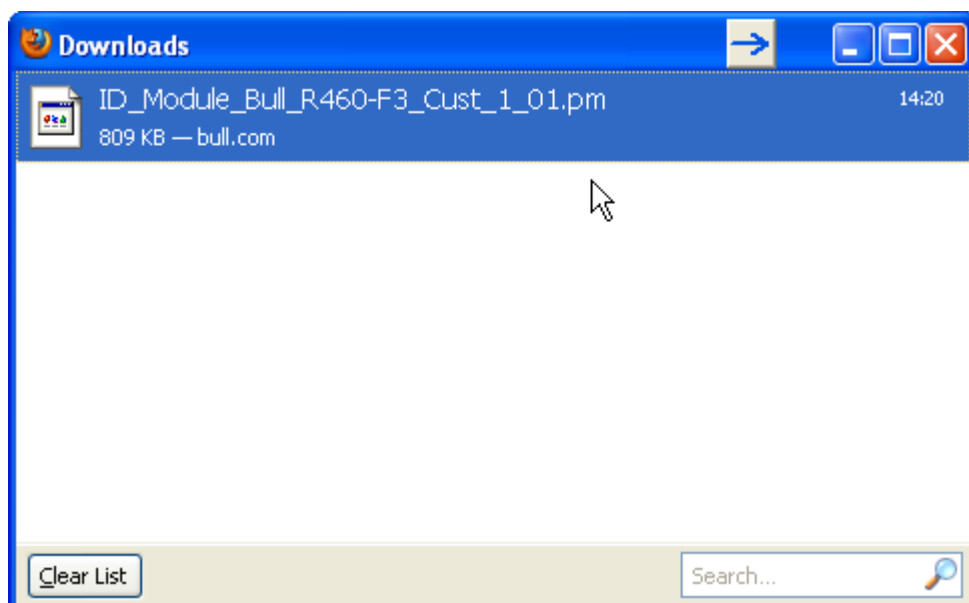 Downloads
ID_Module_Bull_R460-F3_Cust_1_01.pm
14:20
809 KB — bull.com
Clear List
Search...